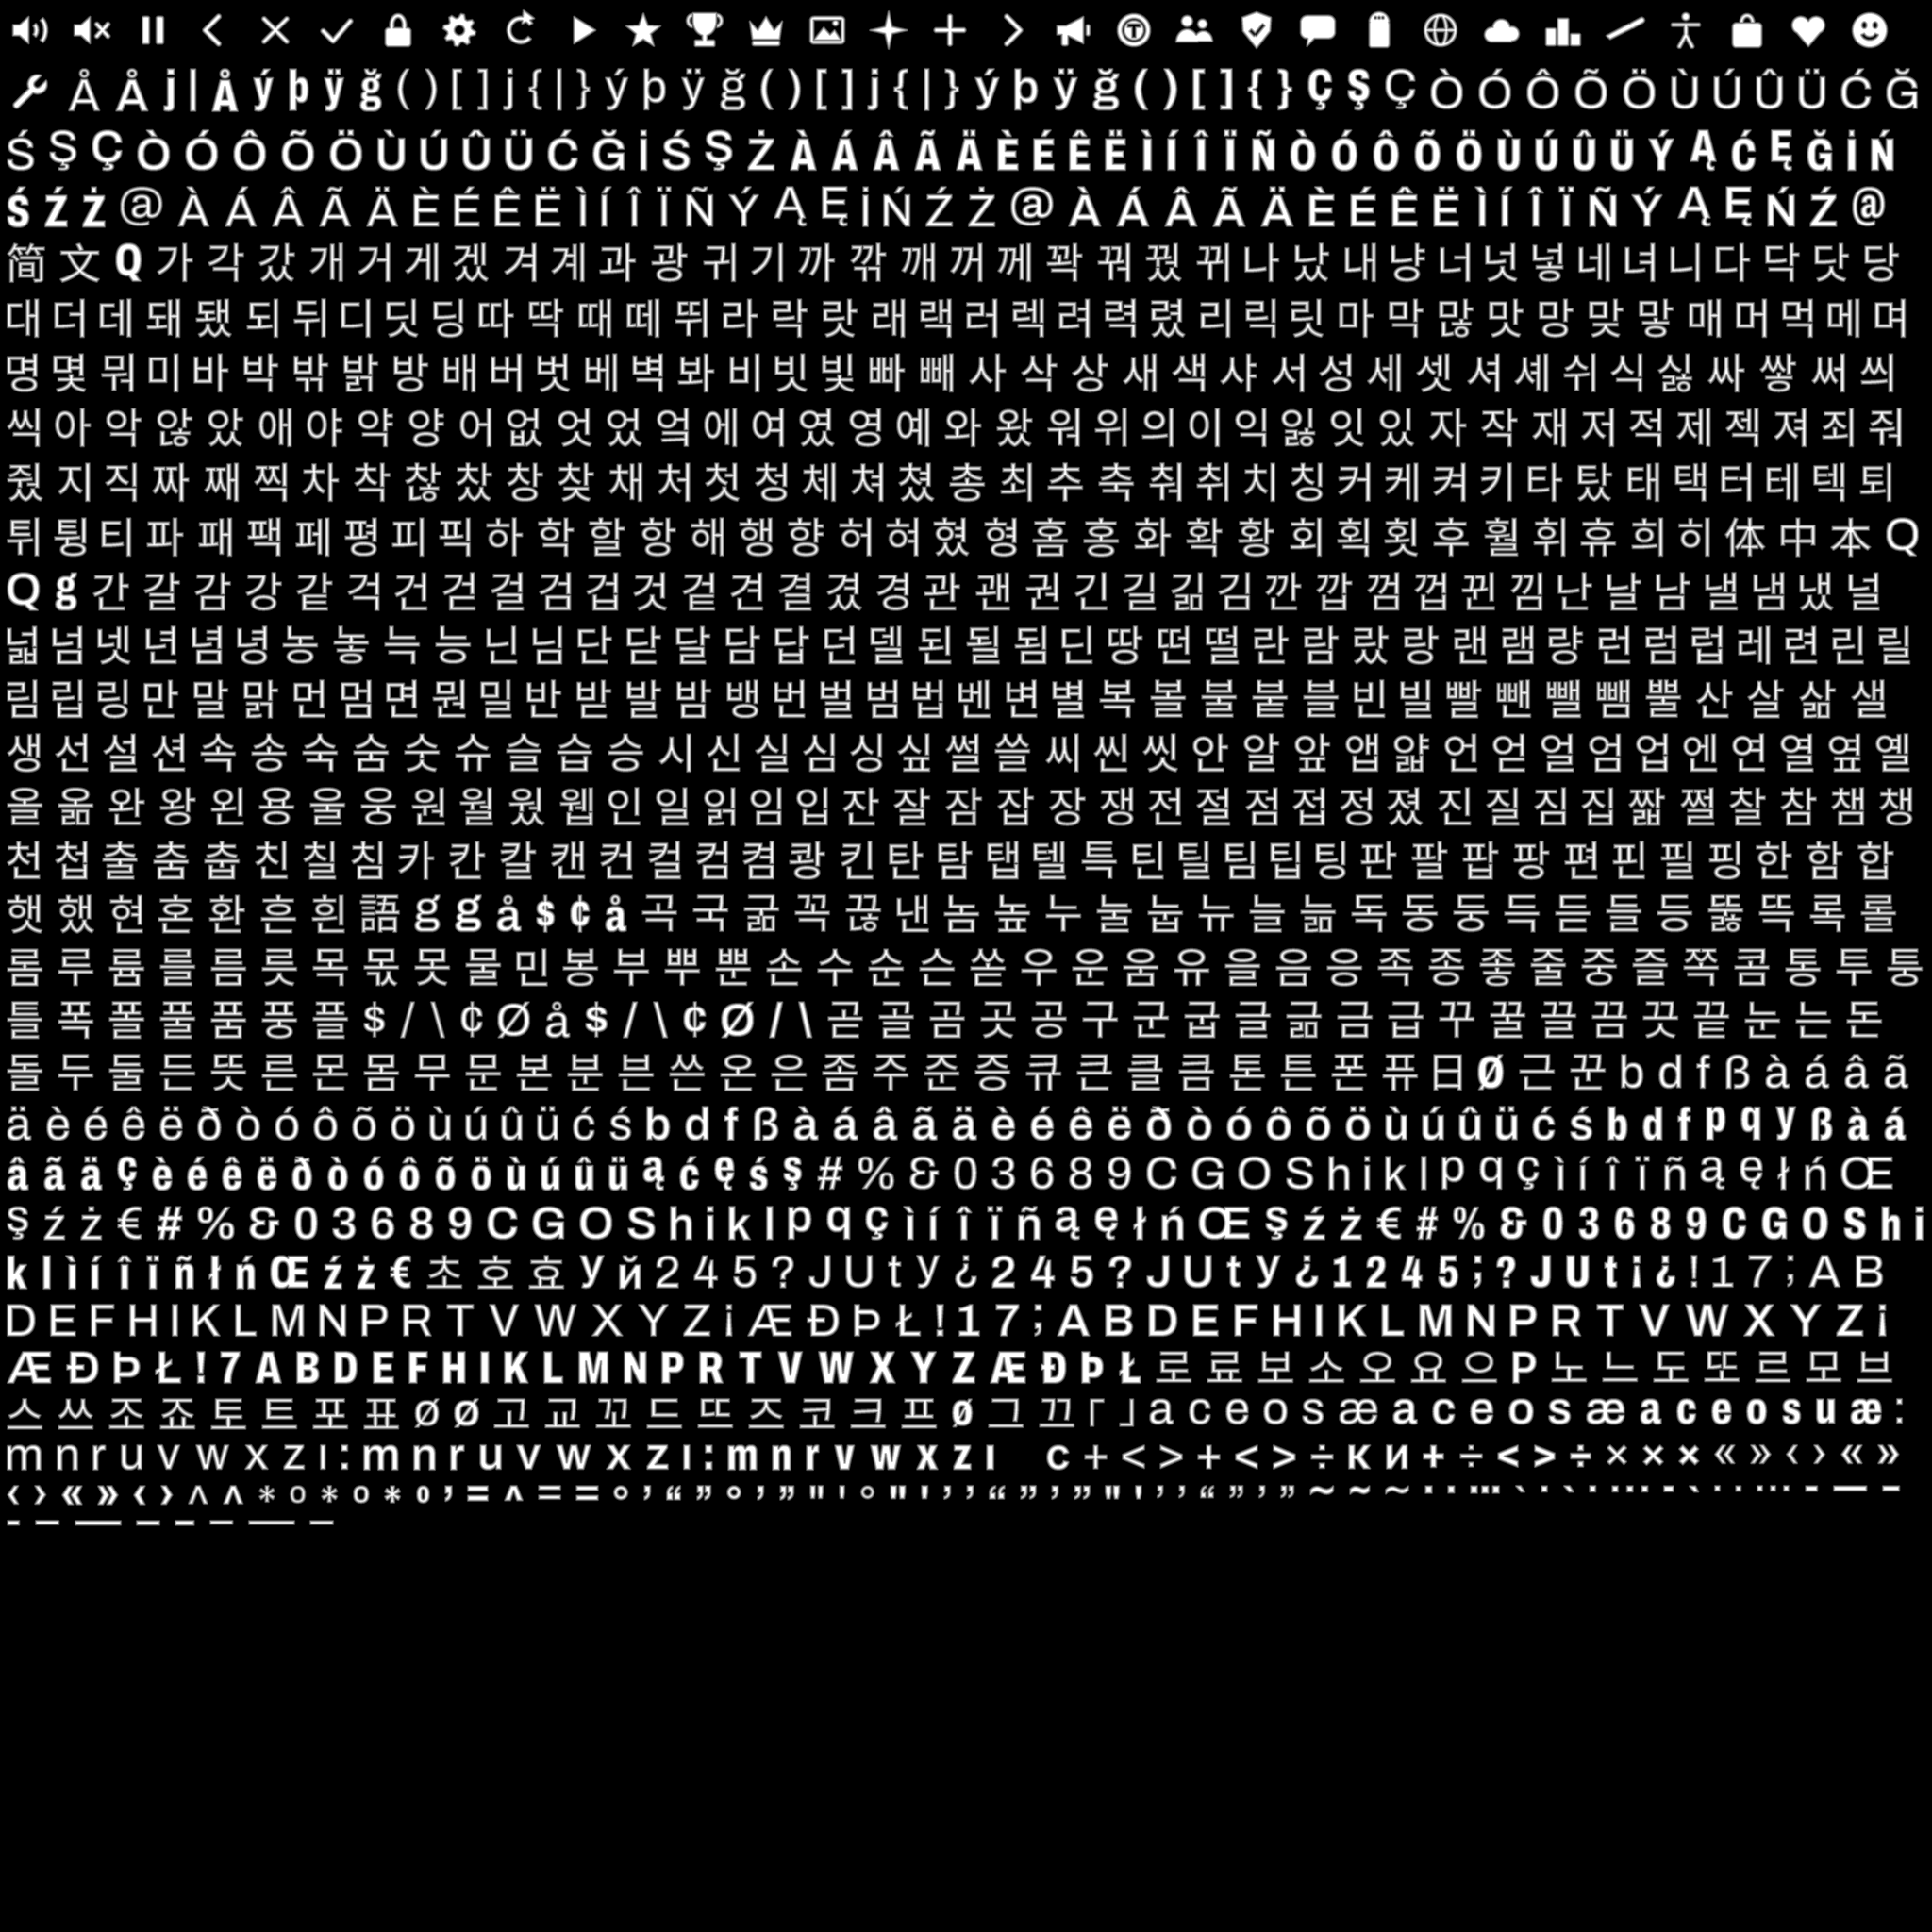 Å Å j | Å ý þ ÿ ğ ( ) [ ] j { | } ý þ ÿ ğ ( ) [ ] j { | } ý þ ÿ ğ ( ) [ ] { } Ç Ş Ç Ò Ó Ô Õ Ö Ù Ú Û Ü Ć Ğ
Ś Ş Ç Ò Ó Ô Õ Ö Ù Ú Û Ü Ć Ğ İ Ś Ş Ż À Á Â Ã Ä È É Ê Ë Ì Í Î Ï Ñ Ò Ó Ô Õ Ö Ù Ú Û Ü Ý Ą Ć Ę Ğ İ Ń
Ś Ź Ż @ À Á Â Ã Ä È É Ê Ë Ì Í Î Ï Ñ Ý Ą Ę İ Ń Ź Ż @ À Á Â Ã Ä È É Ê Ë Ì Í Î Ï Ñ Ý Ą Ę Ń Ź @
简 文 Q 가 각 갔 개 거 게 겠 겨 계 과 광 귀 기 까 깎 깨 꺼 께 꽉 꿔 꿨 뀌 나 났 내 냥 너 넛 넣 네 녀 니 다 닥 닷 당
대 더 데 돼 됐 되 뒤 디 딧 딩 따 딱 때 떼 뛰 라 락 랏 래 랙 러 렉 려 력 렸 리 릭 릿 마 막 많 맛 망 맞 맣 매 머 먹 메 며
명 몇 뭐 미 바 박 밖 밝 방 배 버 벗 베 벽 봐 비 빗 빛 빠 빼 사 삭 상 새 색 샤 서 성 세 셋 셔 셰 쉬 식 싫 싸 쌓 써 씌
씩 아 악 않 았 애 야 약 양 어 없 엇 었 엌 에 여 였 영 예 와 왔 워 위 의 이 익 잃 잇 있 자 작 재 저 적 제 젝 져 죄 줘
줬 지 직 짜 째 찍 차 착 찮 찼 창 찾 채 처 첫 청 체 쳐 쳤 총 최 추 축 춰 취 치 칭 커 케 켜 키 타 탔 태 택 터 테 텍 퇴
튀 튕 티 파 패 팩 페 평 피 픽 하 학 할 항 해 행 향 허 혀 혔 형 홈 홍 화 확 황 회 획 횟 후 훨 휘 휴 희 히 体 中 本 Q
Q g 간 갈 감 강 같 걱 건 걷 걸 검 겁 것 겉 견 결 겼 경 관 괜 권 긴 길 긺 김 깐 깝 껌 껍 뀐 낌 난 날 남 낼 냄 냈 널
넓 넘 넷 년 념 녕 농 놓 늑 능 닌 님 단 닫 달 담 답 던 델 된 될 됨 딘 땅 떤 떨 란 람 랐 랑 랜 램 량 런 럼 럽 레 련 린 릴
림 립 링 만 말 맑 먼 멈 면 뭔 밀 반 받 발 밤 뱅 번 벌 범 법 벤 변 별 복 볼 불 붙 블 빈 빌 빨 뺀 뺄 뺌 뿔 산 살 삶 샐
생 선 설 션 속 송 숙 숨 숫 슈 슬 습 승 시 신 실 심 싱 싶 썰 쓸 씨 씬 씻 안 알 앞 앱 얇 언 얻 얼 엄 업 엔 연 열 옆 옐
올 옮 완 왕 왼 용 울 웅 원 월 웠 웹 인 일 읽 임 입 잔 잘 잠 잡 장 쟁 전 절 점 접 정 졌 진 질 짐 집 짧 쩔 찰 참 챔 챙
천 첩 출 춤 춥 친 칠 침 카 칸 칼 캔 컨 컬 컴 켬 쾅 킨 탄 탐 탭 텔 특 틴 틸 팀 팁 팅 판 팔 팝 팡 편 핀 필 핑 한 함 합
햇 했 현 혼 환 흔 흰 語 g g å $ ¢ å 곡 국 굶 꼭 끊 낸 놈 높 누 눌 눕 뉴 늘 늚 독 동 둥 득 든 들 등 뚫 뜩 록 롤
롬 루 륨 를 름 릇 목 몫 못 물 민 봉 부 뿌 뿐 손 수 순 슨 쏟 우 운 움 유 을 음 응 족 종 좋 줄 중 즐 쪽 콤 통 투 퉁
틀 폭 폴 풀 품 풍 플 $ / \ ¢ Ø å $ / \ ¢ Ø / \ 곧 골 곰 곳 공 구 군 굽 글 긂 금 급 꾸 꿀 끌 끔 끗 끝 눈 는 돈
돌 두 둘 든 뜻 른 몬 몸 무 문 본 분 븐 쓴 온 은 좀 주 준 증 큐 큰 클 큼 톤 튼 폰 퓨 日 Ø 근 꾼 b d f ß à á â ã
ä è é ê ë ð ò ó ô õ ö ù ú û ü ć ś b d f ß à á â ã ä è é ê ë ð ò ó ô õ ö ù ú û ü ć ś b d f p q y ß à á
â ã ä ç è é ê ë ð ò ó ô õ ö ù ú û ü ą ć ę ś ş # % & 0 3 6 8 9 C G O S h i k l p q ç ì í î ï ñ ą ę ł ń Œ
ş ź ż € # % & 0 3 6 8 9 C G O S h i k l p q ç ì í î ï ñ ą ę ł ń Œ ş ź ż € # % & 0 3 6 8 9 C G O S h i
k l ì í î ï ñ ł ń Œ ź ż € 초 호 효 у й 2 4 5 ? J U t y ¿ 2 4 5 ? J U t y ¿ 1 2 4 5 ; ? J U t ¡ ¿ ! 1 7 ; A B
D E F H I K L M N P R T V W X Y Z ¡ Æ Ð Þ Ł ! 1 7 ; A B D E F H I K L M N P R T V W X Y Z ¡
Æ Ð Þ Ł ! 7 A B D E F H I K L M N P R T V W X Y Z Æ Ð Þ Ł 로 료 보 소 오 요 으 Р 노 느 도 또 르 모 브
스 쓰 조 죠 토 트 포 표 ø ø 고 교 꼬 드 뜨 즈 코 크 프 ø 그 끄 「 」 a c e o s æ a c e o s æ a c e o s u æ :
m n r u v w x z ı : m n r u v w x z ı : m n r v w x z ı с + < > + < > ÷ к и + ÷ < > ÷ × × × « » ‹ › « »
‹ › « » ‹ › ^ ^ * º * º * º ’ = ^ = = ° ’ “ ” ° ’ ” " ' ° " ' ’ ’ “ ” ’ ” " ' ’ ’ “ ” ’ ” ~ ~ ~